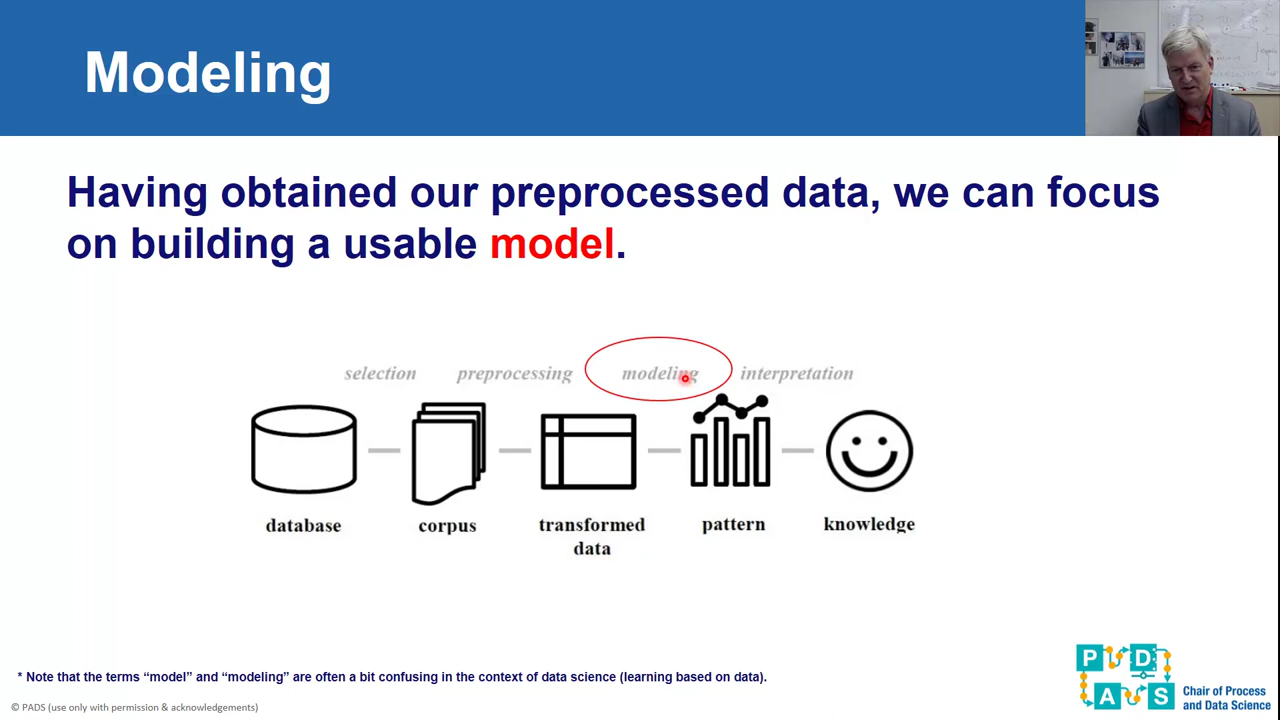 Modeling
Having obtained our preprocessed data, we can focus
on building a usable model.
selection preprocessing modeling interpretation
database corpus transformed data pattern knowledge
* Note that the terms “model” and “modeling” are often a bit confusing in the context of data science (learning based on data).
© PADS (use only with permission & acknowledgements)
P D
A S
Chair of Process
and Data Science